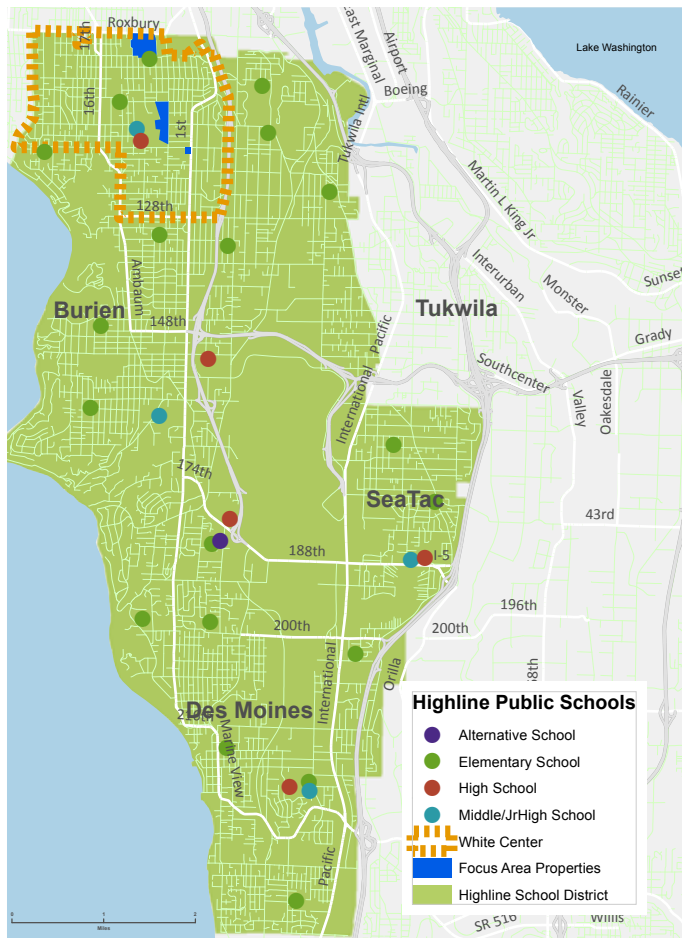 Roxbury
17th
16th
1st
128th
East Marginal
Airport
Boeing
Tukwila Intl
Lake Washington
Rainier
Martin L King Jr
Interurban
Monster
Sunset
Grady
Ambaum
Burien
148th
Tukwila
Pacific
International
Southcenter
Valley
Oakesdale
174th
SeaTac
43rd
188th
I-5
196th
200th
200th
68th
Orilla
International
Des Moines
216th
Marine View
Pacific
Highline Public Schools
Alternative School
Elementary School
High School
Middle/JrHigh School
White Center
Focus Area Properties
Highline School District
SR 516
Willis
0 1 2
Miles